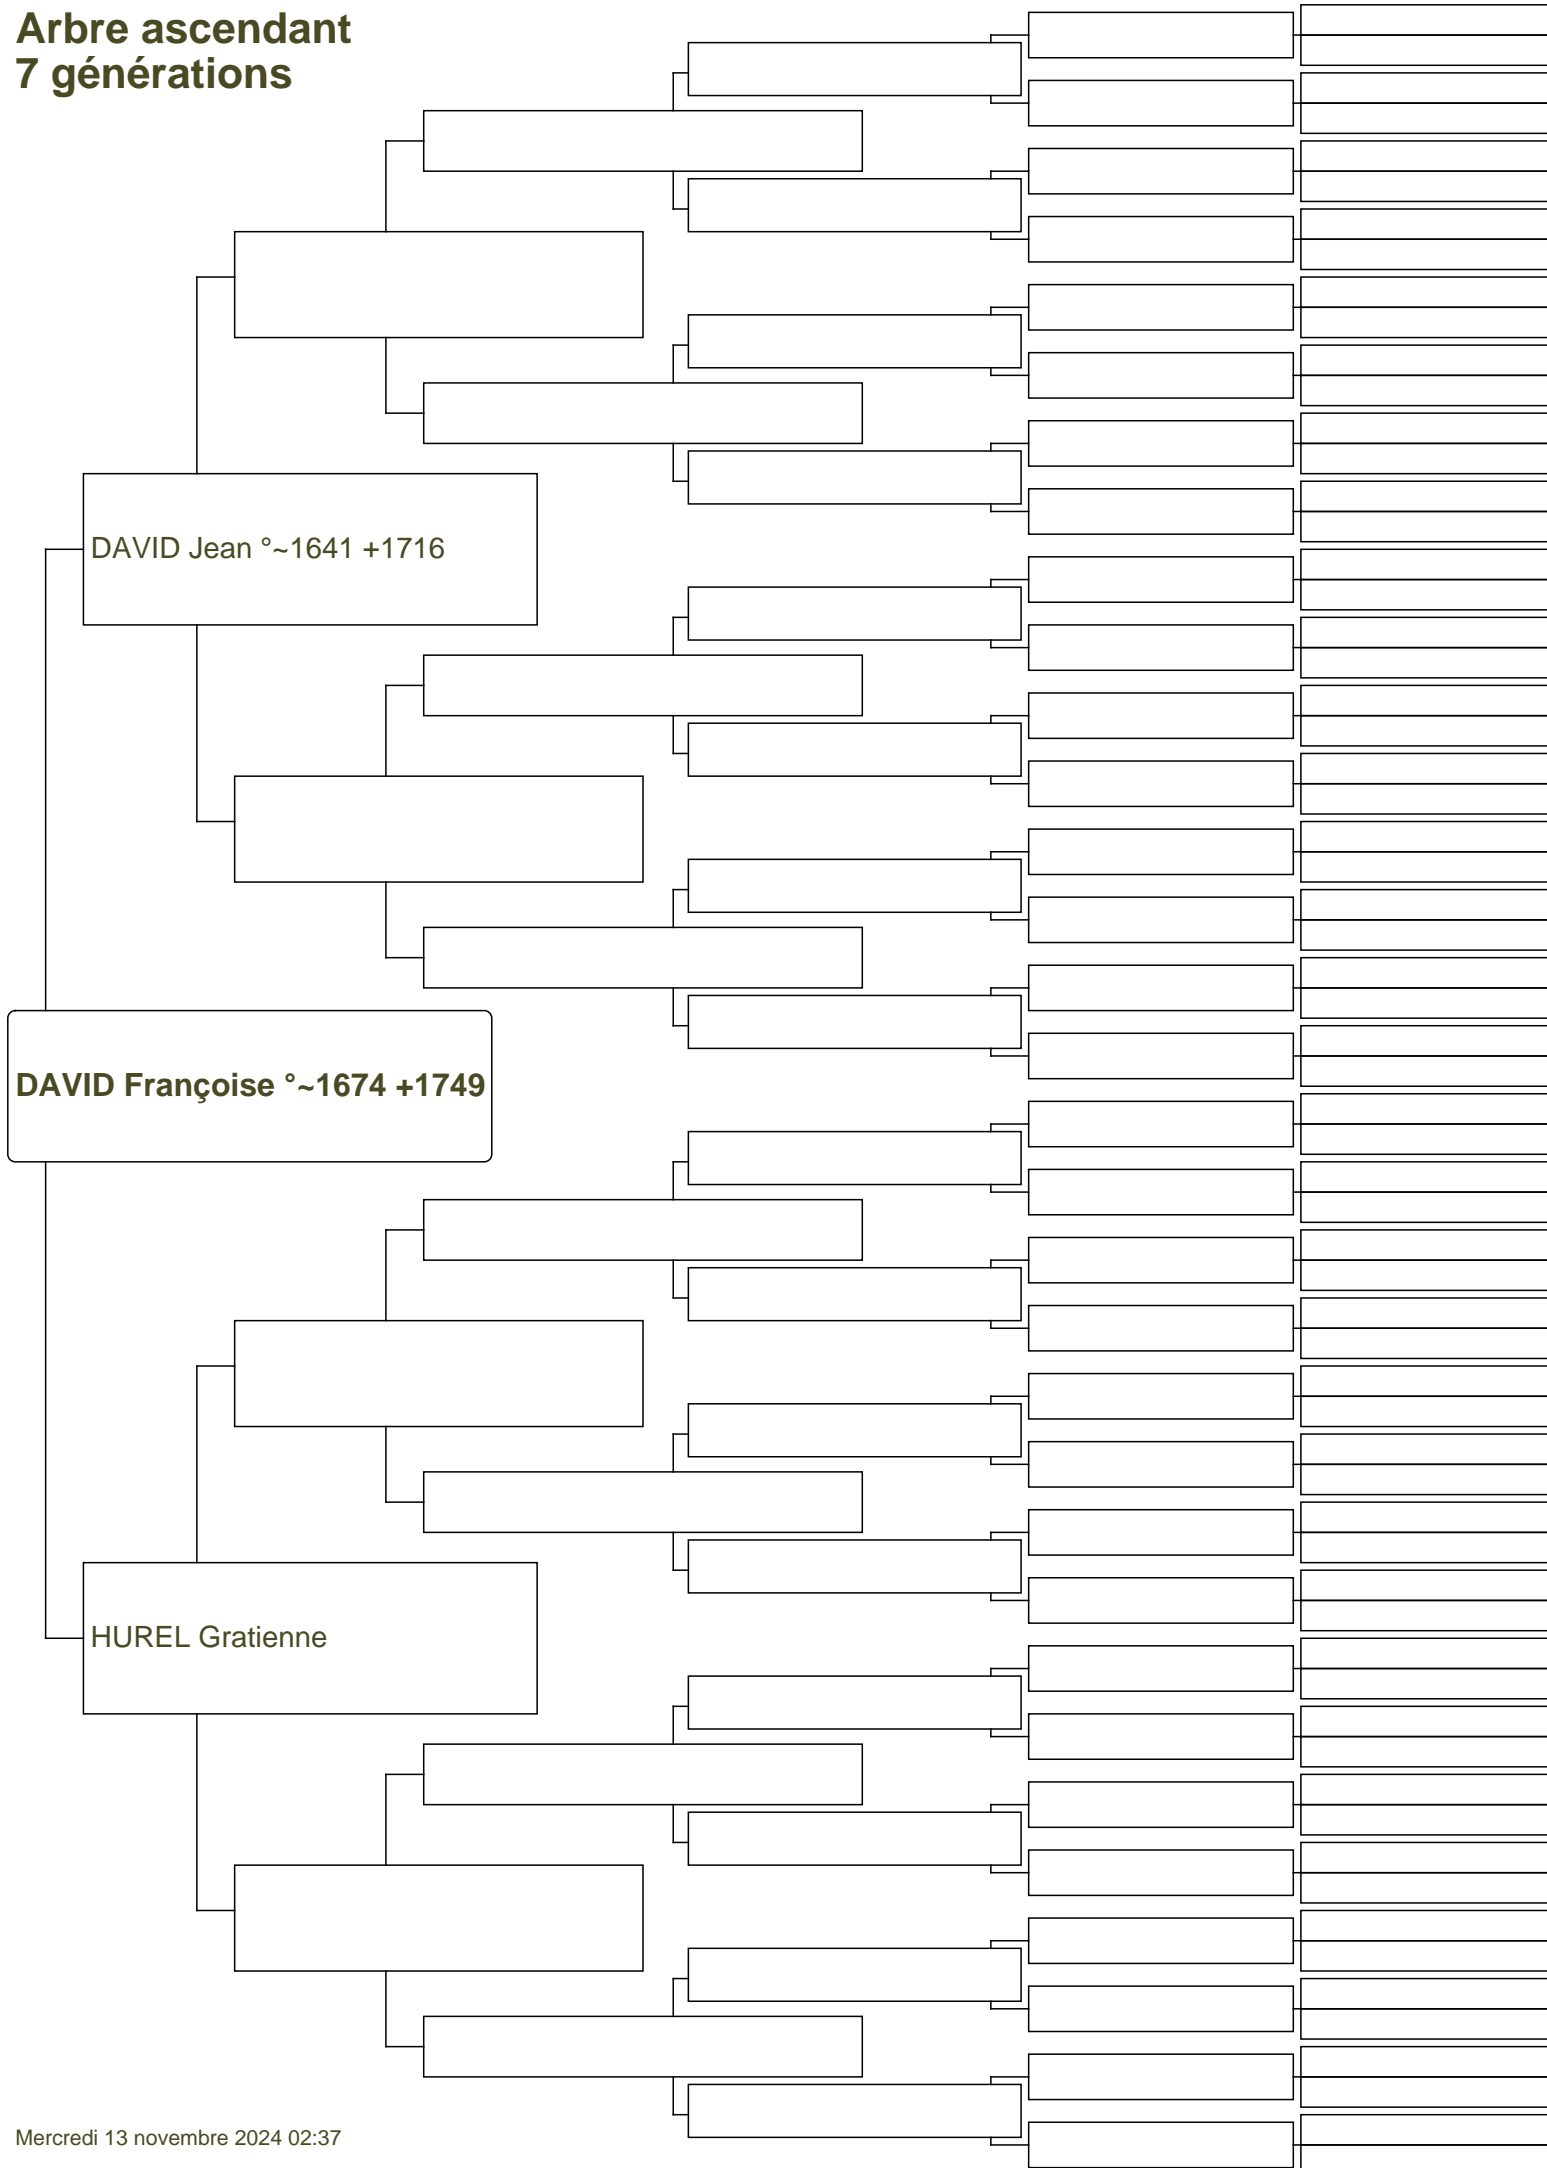 Arbre ascendant
7 générations
DAVID Jean °~1641 +1716
DAVID Françoise °~1674 +1749
HUREL Gratienne
Mercredi 13 novembre 2024 02:37